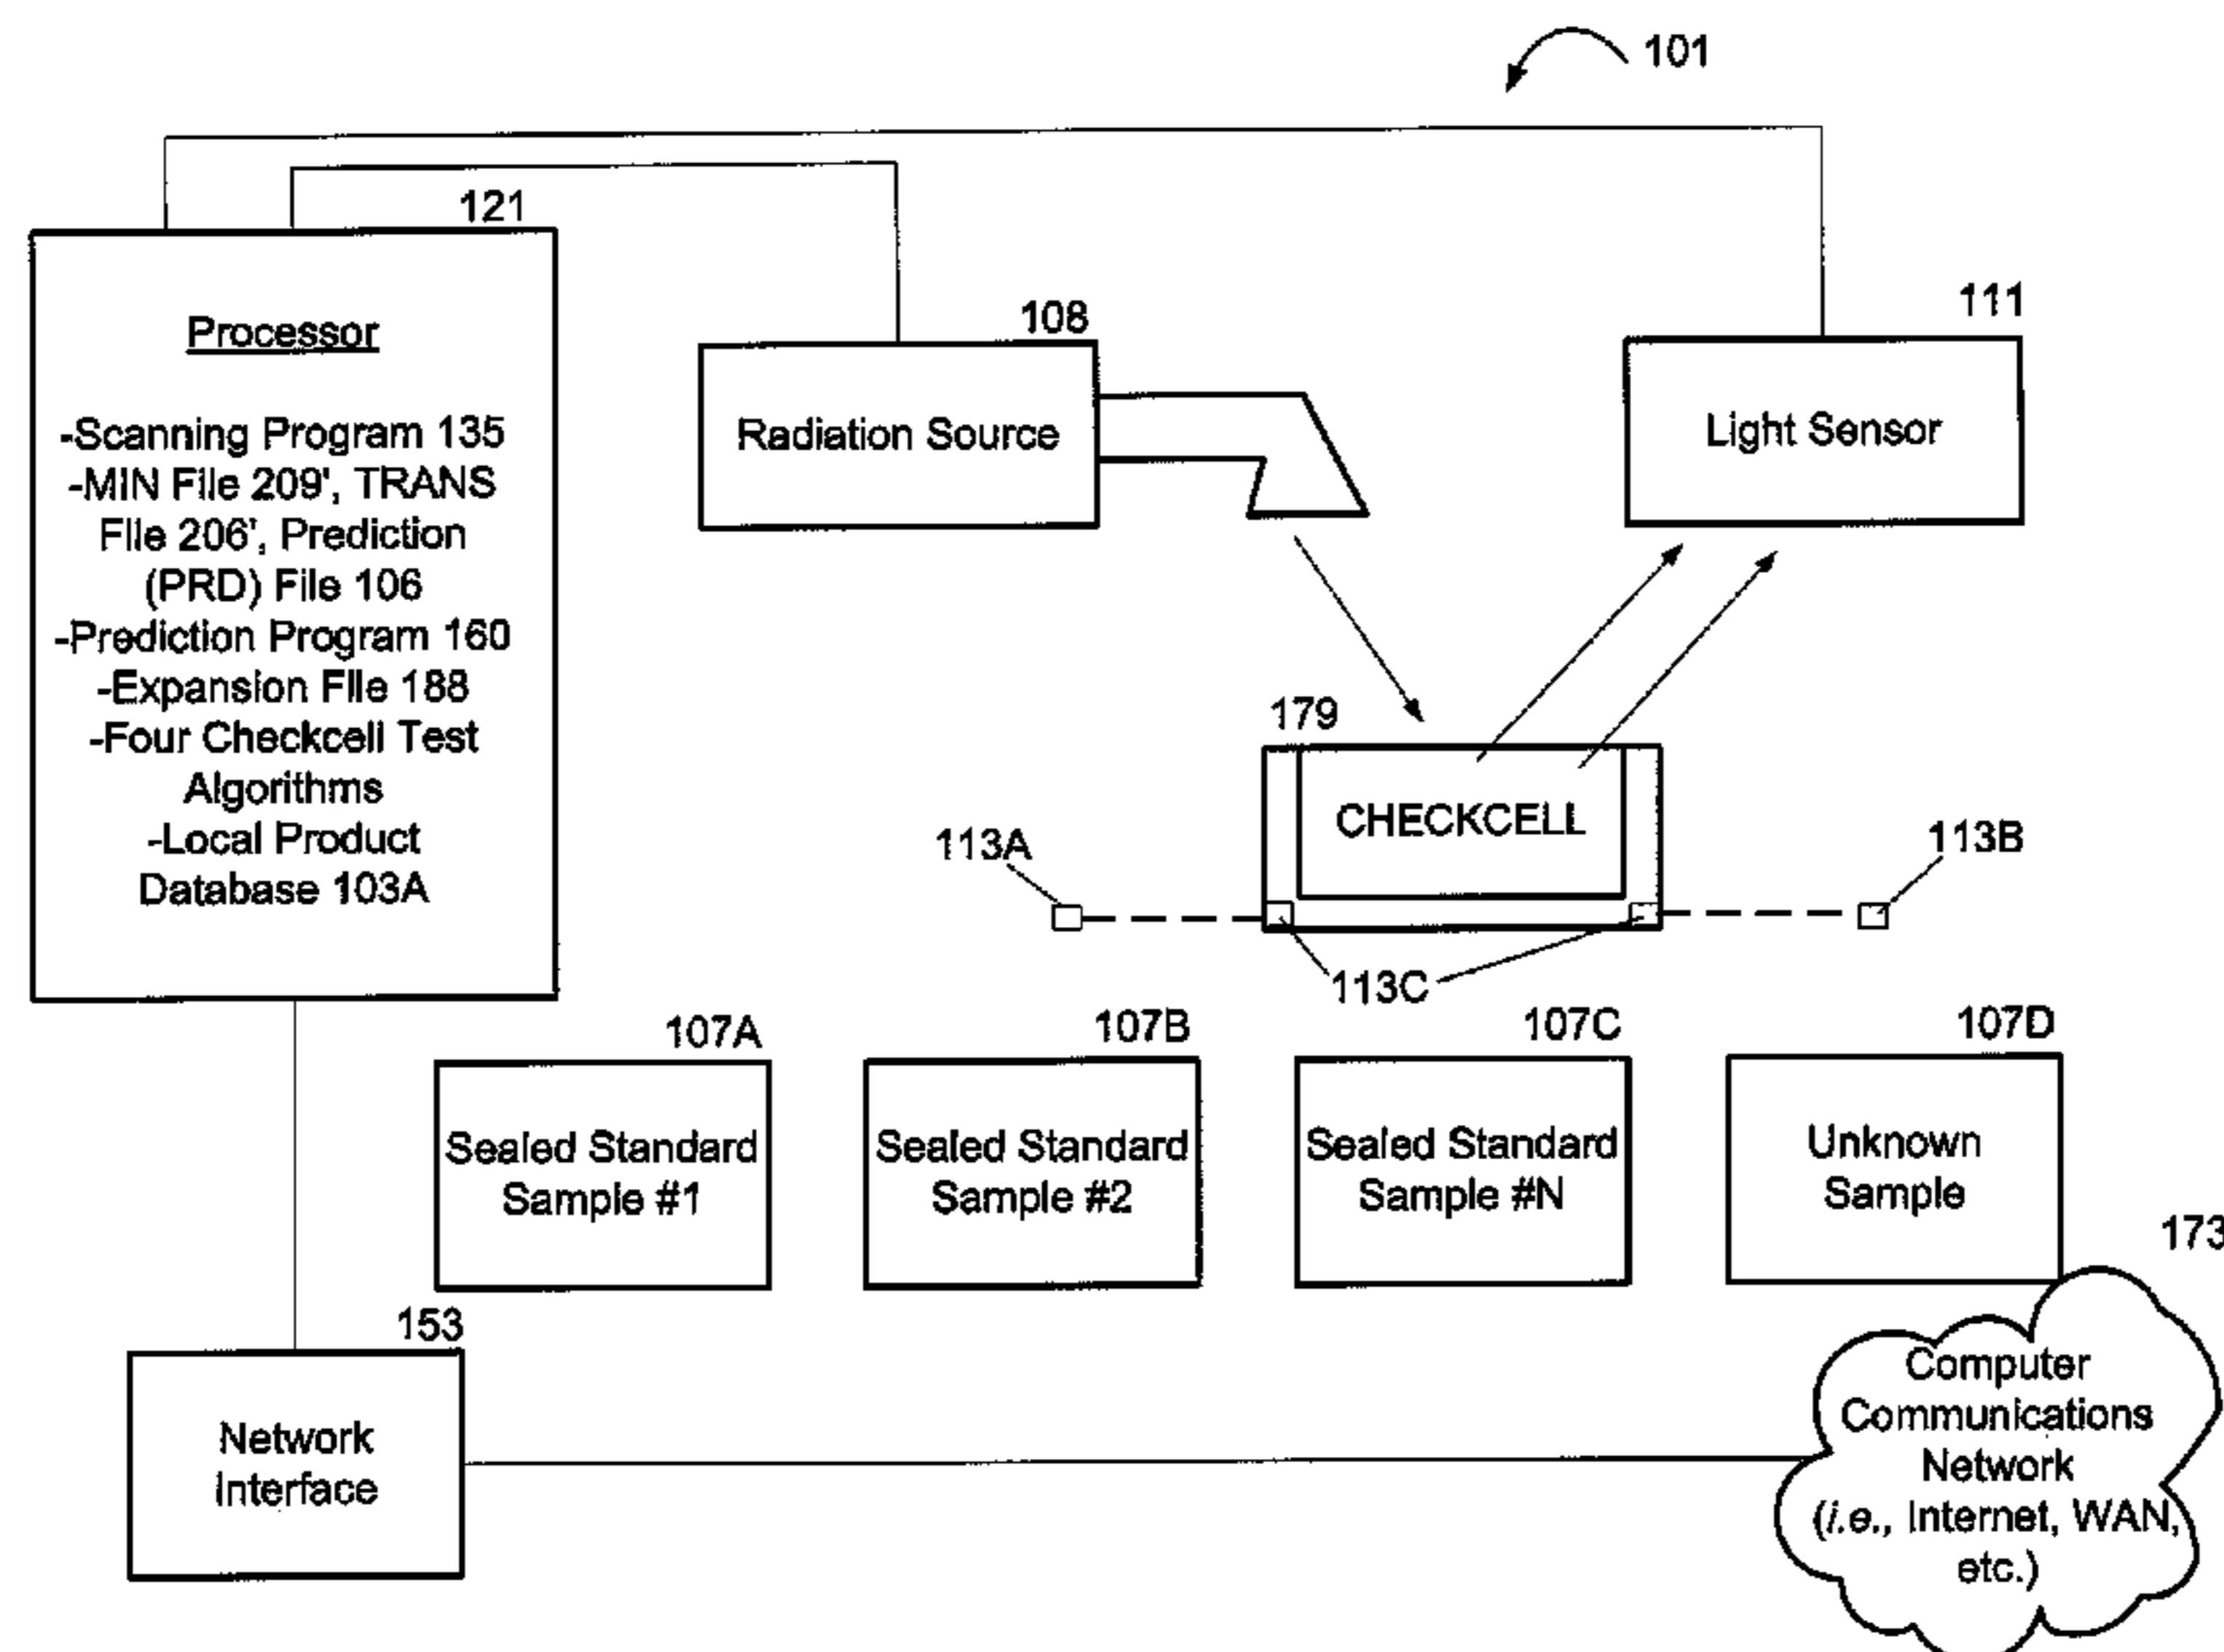 101
121
Processor
-Scanning Program 135
-MIN File 209', TRANS
File 206', Prediction
(PRD) File 106
-Prediction Program 160
-Expansion File 188
-Four Checkcell Test
Algorithms
-Local Product
Database 103A
108
Radiation Source
111
Light Sensor
179
CHECKCELL
113A
113B
113C
107A
Sealed Standard
Sample #1
107B
Sealed Standard
Sample #2
107C
Sealed Standard
Sample #N
107D
Unknown
Sample
153
Network
Interface
173
Computer
Communications
Network
(i.e., Internet, WAN,
etc.)